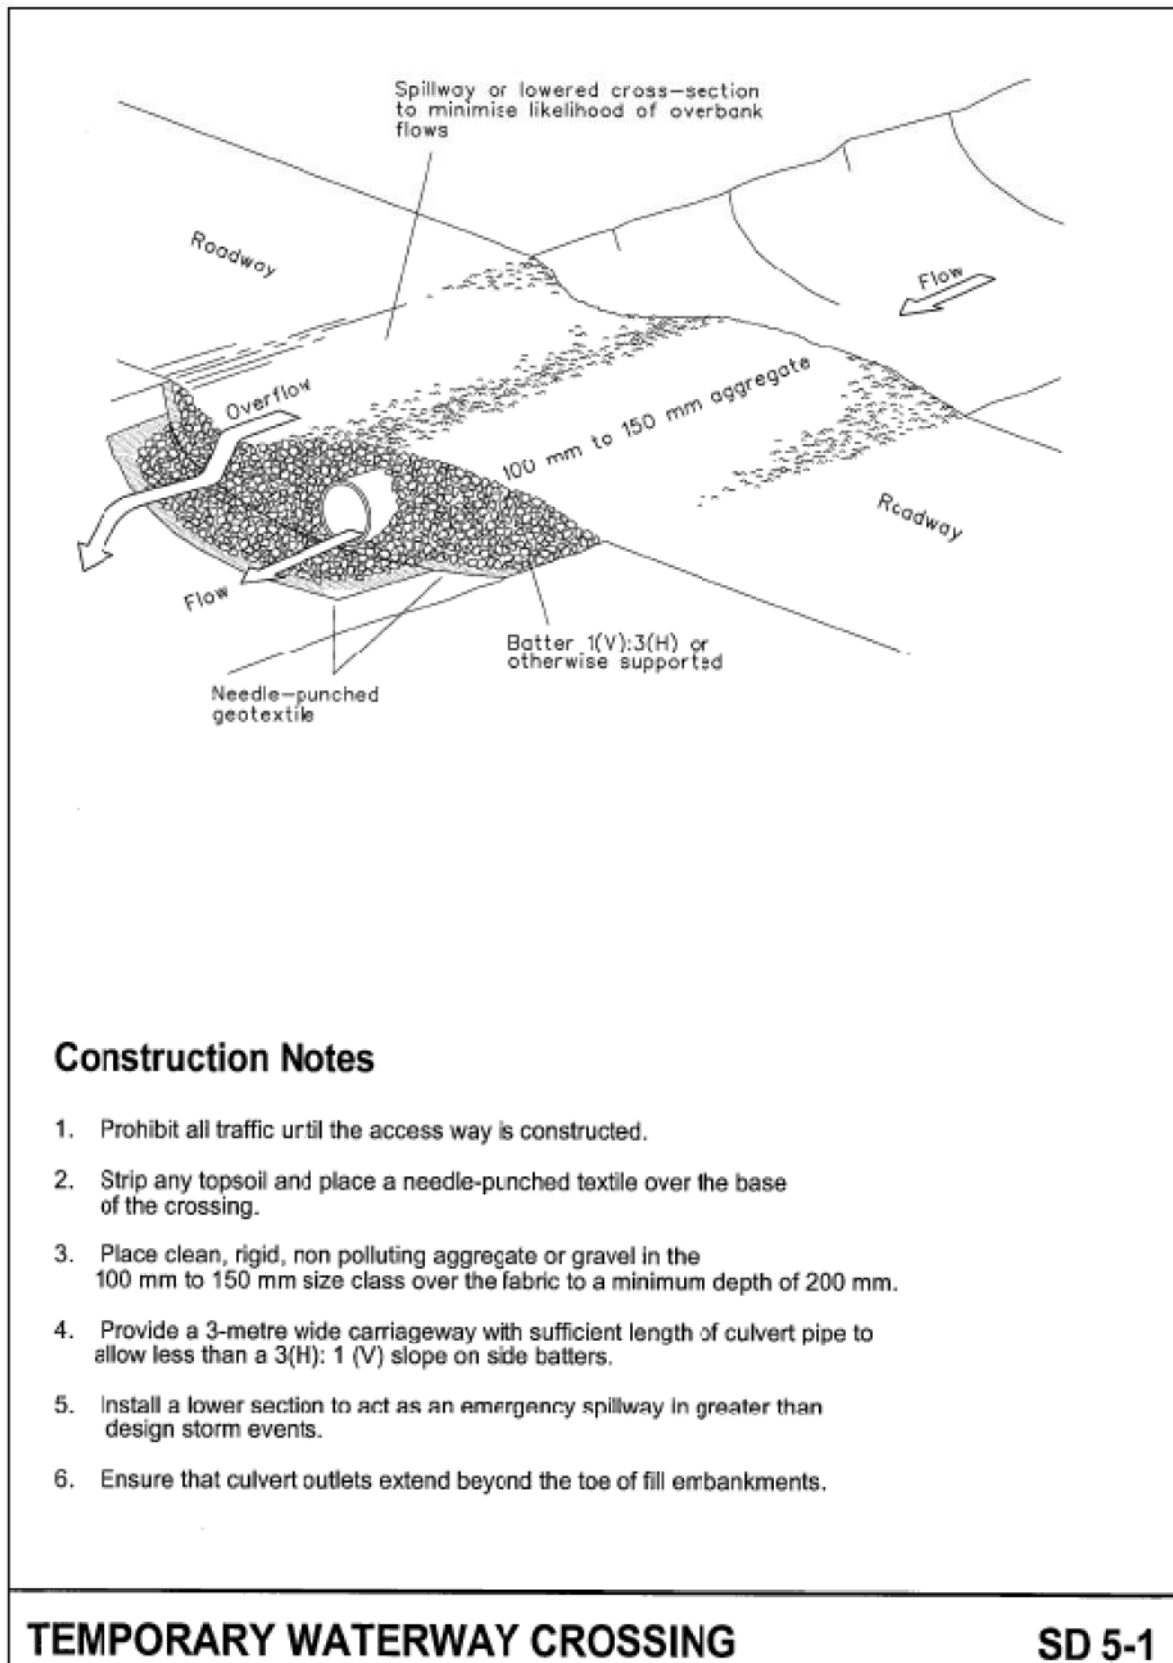 Spillway or lowered cross-section
to minimise likelihood of overbank
flows
Roadway
Flow
Overflow
100 mm to 150 mm aggregate
Roadway
Flow
Batter 1(V):3(H) or
otherwise supported
Needle-punched
geotextile
Construction Notes
1. Prohibit all traffic until the access way is constructed.
2. Strip any topsoil and place a needle-punched textile over the base
of the crossing.
3. Place clean, rigid, non polluting aggregate or gravel in the
100 mm to 150 mm size class over the fabric to a minimum depth of 200 mm.
4. Provide a 3-metre wide carriageway with sufficient length of culvert pipe to
allow less than a 3(H): 1 (V) slope on side batters.
5. Install a lower section to act as an emergency spillway in greater than
design storm events.
6. Ensure that culvert outlets extend beyond the toe of fill embankments.
TEMPORARY WATERWAY CROSSING SD 5-1